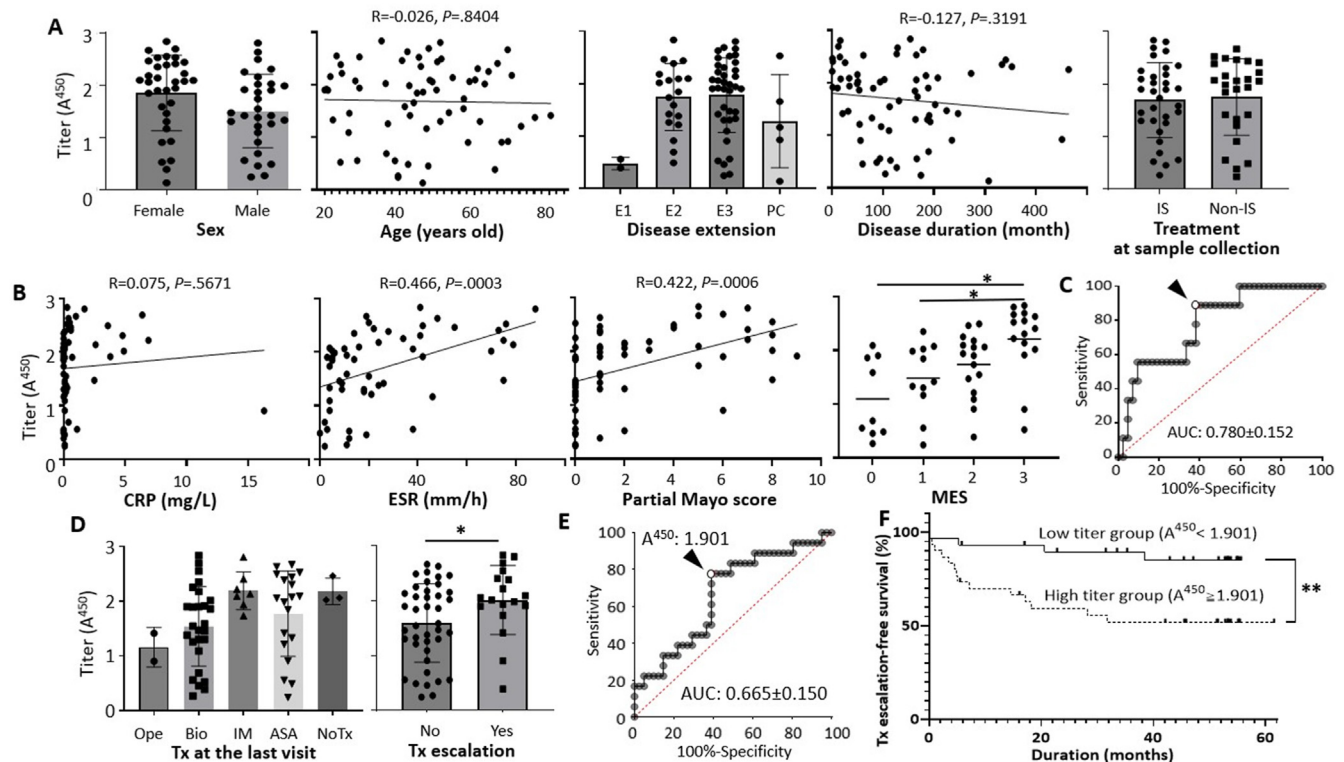 A
R=-0.026, P=.8404
R=-0.127, P=.3191
Titer (A450)
3
2
1
0
Female
Male
Sex
20
40
60
80
Age (years old)
E1
E2
E3
PC
Disease extension
0
100
200
300
400
Disease duration (month)
IS
Non-IS
Treatment
at sample collection
B
R=0.075, P=.5671
R=0.466, P=.0003
R=0.422, P=.0006
Titer (A450)
3
2
1
0
0
5
10
15
20
CRP (mg/L)
0
40
80
ESR (mm/h)
0
2
4
6
8
10
Partial Mayo score
*
*
0
1
2
3
MES
C
Sensitivity
100
80
60
40
20
0
AUC: 0.780±0.152
0
20
40
60
80
100
100%-Specificity
D
Titer (A450)
3
2
1
0
Ope
Bio
IM
ASA
NoTx
Tx at the last visit
*
No
Yes
Tx escalation
E
A450: 1.901
Sensitivity
100
80
60
40
20
0
AUC: 0.665±0.150
0
20
40
60
80
100
100%-Specificity
F
Tx escalation-free survival (%)
100
50
0
Low titer group (A450< 1.901)
High titer group (A450≧1.901)
**
0
20
40
60
Duration (months)